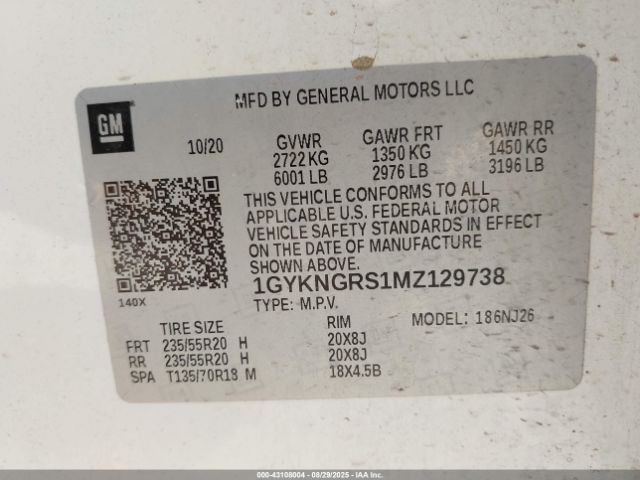 MFD BY GENERAL MOTORS LLC
GM
10/20 GVWR GAWR FRT GAWR RR
2722 KG 1350 KG 1450 KG
6001 LB 2976 LB 3196 LB
THIS VEHICLE CONFORMS TO ALL
APPLICABLE U.S. FEDERAL MOTOR
VEHICLE SAFETY STANDARDS IN EFFECT
ON THE DATE OF MANUFACTURE
SHOWN ABOVE.
140X
1GYKNGRS1MZ129738
TYPE: M.P.V. MODEL: 186NJ26
TIRE SIZE RIM
FRT 235/55R20 H 20X8J
RR 235/55R20 H 20X8J
SPA T135/70R18 M 18X4.5B
000-43108004 - 08/29/2025 - IAAI, Inc.